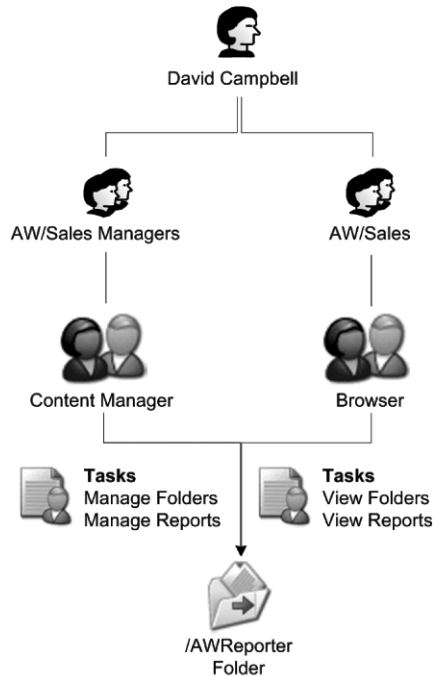 David Campbell
AW/Sales Managers
AW/Sales
Content Manager
Browser
Tasks
Manage Folders
Manage Reports
Tasks
View Folders
View Reports
/AWReporter
Folder